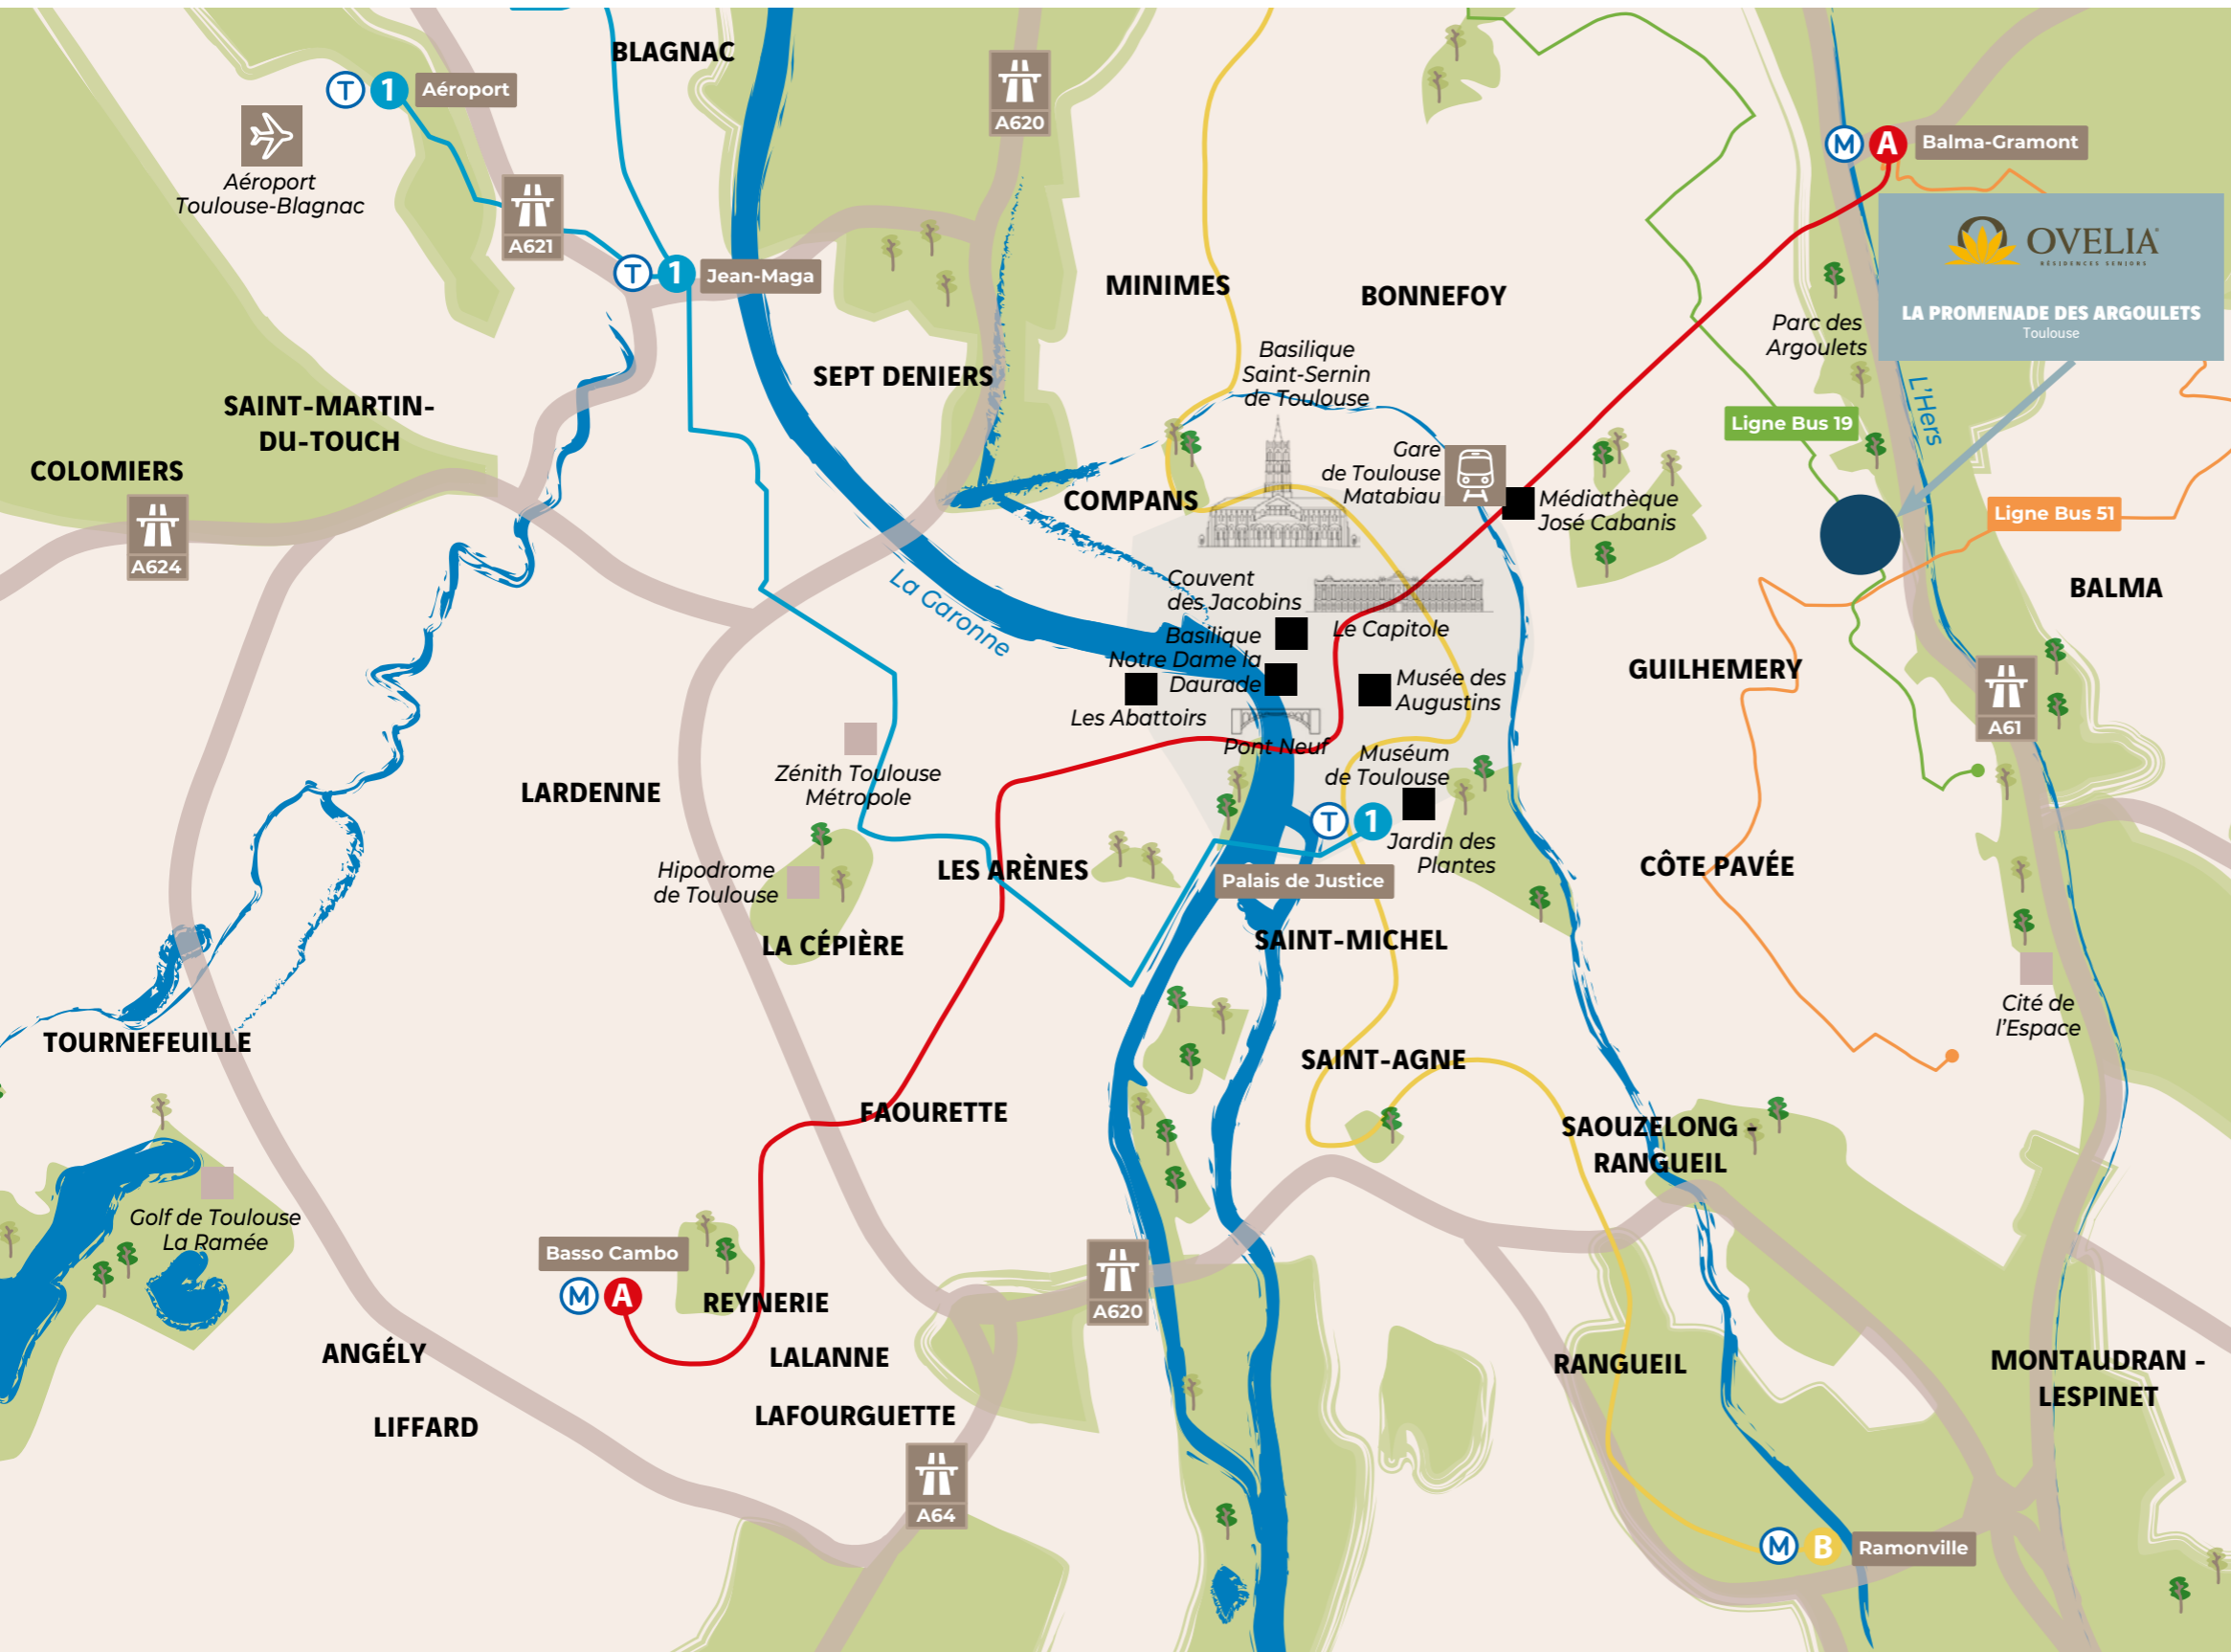 BLAGNAC
T 1 Aéroport
A620
M A Balma-Gramont
Aéroport
Toulouse-Blagnac
A621
OVELIA
RÉSIDENCES SENIORS
LA PROMENADE DES ARGOULETS
Toulouse
T 1 Jean-Maga
MINIMES
BONNEFOY
Parc des
Argoulets
Basilique
Saint-Sernin
de Toulouse
SEPT DENIERS
L'Hers
SAINT-MARTIN-
DU-TOUCH
Ligne Bus 19
COLOMIERS
Gare
de Toulouse
Matabiau
COMPANS
Médiathèque
José Cabanis
Ligne Bus 51
A624
La Garonne
Couvent
des Jacobins
BALMA
Le Capitole
Basilique
Notre Dame la
Daurade
GUILHEMERY
Musée des
Augustins
Les Abattoirs
A61
Pont Neuf
Muséum
de Toulouse
Zénith Toulouse
Métropole
LARDENNE
T 1
Jardin des
Plantes
Palais de Justice
CÔTE PAVÉE
LES ARÈNES
Hipodrome
de Toulouse
LA CÉPIÈRE
SAINT-MICHEL
Cité de
l'Espace
TOURNEFEUILLE
SAINT-AGNE
FAOURETTE
SAOUZELONG -
RANGUEIL
Golf de Toulouse
La Ramée
Basso Cambo
M A
REYNERIE
A620
ANGÉLY
LALANNE
RANGUEIL
MONTAUDRAN -
LESPINET
LIFFARD
LAFOURGUETTE
A64
M B Ramonville